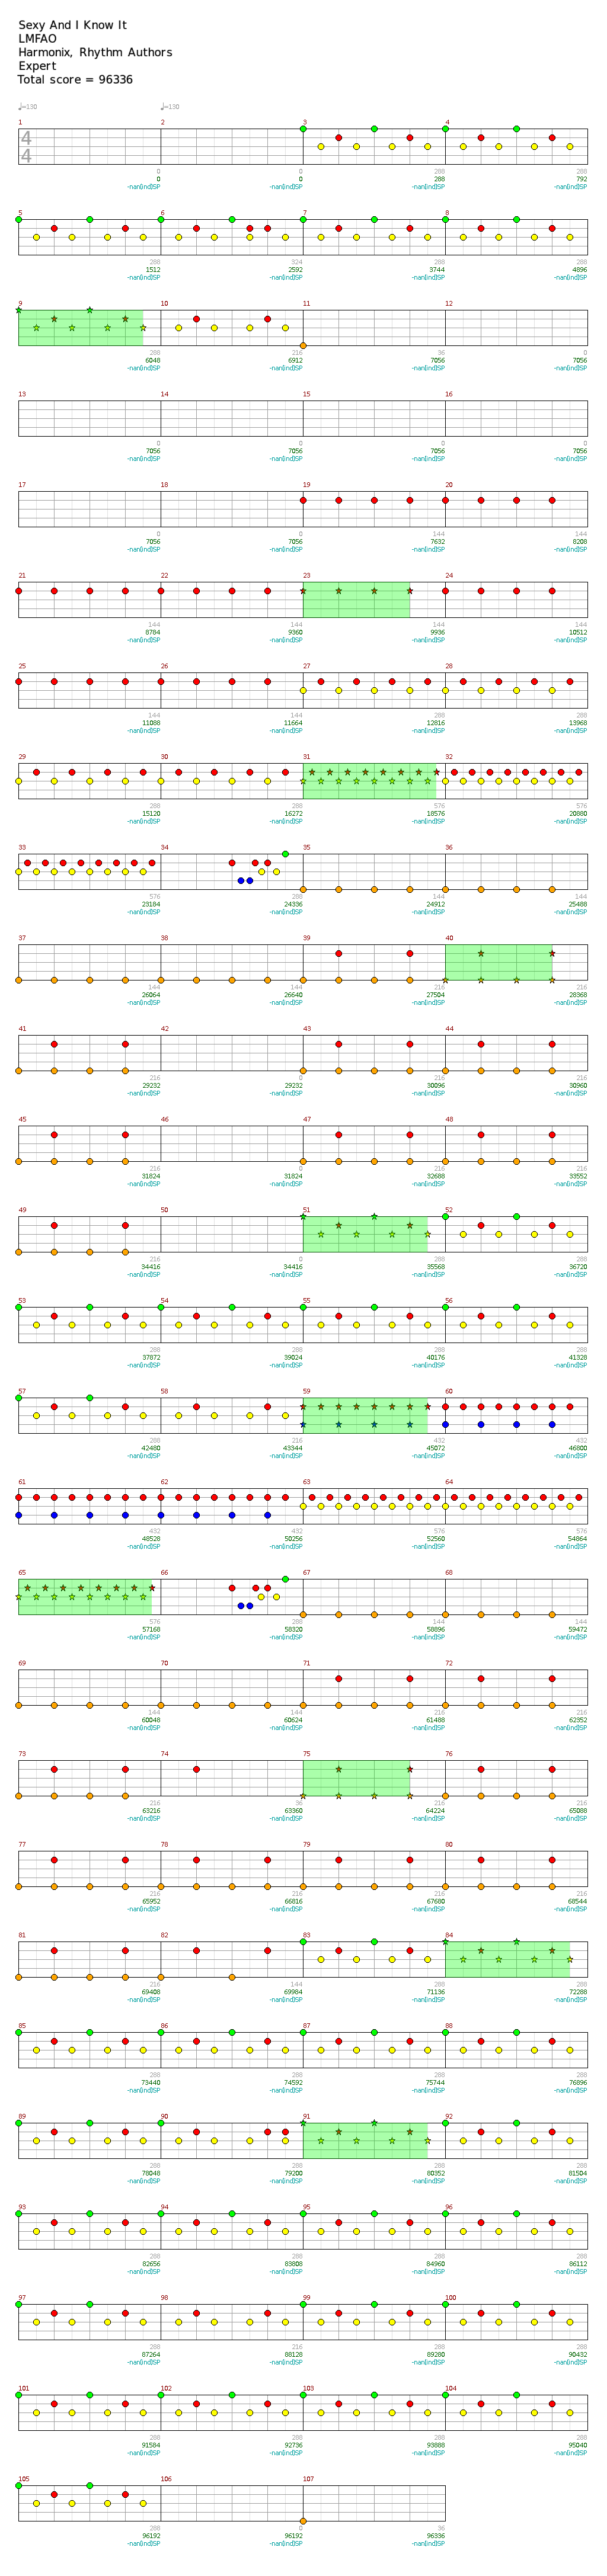 Sexy And I Know It
LMFAO
Harmonix, Rhythm Authors
Expert
Total score = 96336
♩=130 ♩=130
1 2 3 4
4
4
0 0 288 288
0 0 288 792
-nan(ind)SP -nan(ind)SP -nan(ind)SP -nan(ind)SP
5 6 7 8
288 324 288 288
1512 2592 3744 4896
-nan(ind)SP -nan(ind)SP -nan(ind)SP -nan(ind)SP
9 10 11 12
288 216 36 0
6048 6912 7056 7056
-nan(ind)SP -nan(ind)SP -nan(ind)SP -nan(ind)SP
13 14 15 16
0 0 0 0
7056 7056 7056 7056
-nan(ind)SP -nan(ind)SP -nan(ind)SP -nan(ind)SP
17 18 19 20
0 0 144 144
7056 7056 7632 8208
-nan(ind)SP -nan(ind)SP -nan(ind)SP -nan(ind)SP
21 22 23 24
144 144 144 144
8784 9360 9936 10512
-nan(ind)SP -nan(ind)SP -nan(ind)SP -nan(ind)SP
25 26 27 28
144 144 288 288
11088 11664 12816 13968
-nan(ind)SP -nan(ind)SP -nan(ind)SP -nan(ind)SP
29 30 31 32
288 288 576 576
15120 16272 18576 20880
-nan(ind)SP -nan(ind)SP -nan(ind)SP -nan(ind)SP
33 34 35 36
576 288 144 144
23184 24336 24912 25488
-nan(ind)SP -nan(ind)SP -nan(ind)SP -nan(ind)SP
37 38 39 40
144 144 216 216
26064 26640 27504 28368
-nan(ind)SP -nan(ind)SP -nan(ind)SP -nan(ind)SP
41 42 43 44
216 0 216 216
29232 29232 30096 30960
-nan(ind)SP -nan(ind)SP -nan(ind)SP -nan(ind)SP
45 46 47 48
216 0 216 216
31824 31824 32688 33552
-nan(ind)SP -nan(ind)SP -nan(ind)SP -nan(ind)SP
49 50 51 52
216 0 288 288
34416 34416 35568 36720
-nan(ind)SP -nan(ind)SP -nan(ind)SP -nan(ind)SP
53 54 55 56
288 288 288 288
37872 39024 40176 41328
-nan(ind)SP -nan(ind)SP -nan(ind)SP -nan(ind)SP
57 58 59 60
288 216 432 432
42480 43344 45072 46800
-nan(ind)SP -nan(ind)SP -nan(ind)SP -nan(ind)SP
61 62 63 64
432 432 576 576
48528 50256 52560 54864
-nan(ind)SP -nan(ind)SP -nan(ind)SP -nan(ind)SP
65 66 67 68
576 288 144 144
57168 58320 58896 59472
-nan(ind)SP -nan(ind)SP -nan(ind)SP -nan(ind)SP
69 70 71 72
144 144 216 216
60048 60624 61488 62352
-nan(ind)SP -nan(ind)SP -nan(ind)SP -nan(ind)SP
73 74 75 76
216 36 216 216
63216 63360 64224 65088
-nan(ind)SP -nan(ind)SP -nan(ind)SP -nan(ind)SP
77 78 79 80
216 216 216 216
65952 66816 67680 68544
-nan(ind)SP -nan(ind)SP -nan(ind)SP -nan(ind)SP
81 82 83 84
216 144 288 288
69408 69984 71136 72288
-nan(ind)SP -nan(ind)SP -nan(ind)SP -nan(ind)SP
85 86 87 88
288 288 288 288
73440 74592 75744 76896
-nan(ind)SP -nan(ind)SP -nan(ind)SP -nan(ind)SP
89 90 91 92
288 288 288 288
78048 79200 80352 81504
-nan(ind)SP -nan(ind)SP -nan(ind)SP -nan(ind)SP
93 94 95 96
288 288 288 288
82656 83808 84960 86112
-nan(ind)SP -nan(ind)SP -nan(ind)SP -nan(ind)SP
97 98 99 100
288 216 288 288
87264 88128 89280 90432
-nan(ind)SP -nan(ind)SP -nan(ind)SP -nan(ind)SP
101 102 103 104
288 288 288 288
91584 92736 93888 95040
-nan(ind)SP -nan(ind)SP -nan(ind)SP -nan(ind)SP
105 106 107
288 0 36
96192 96192 96336
-nan(ind)SP -nan(ind)SP -nan(ind)SP